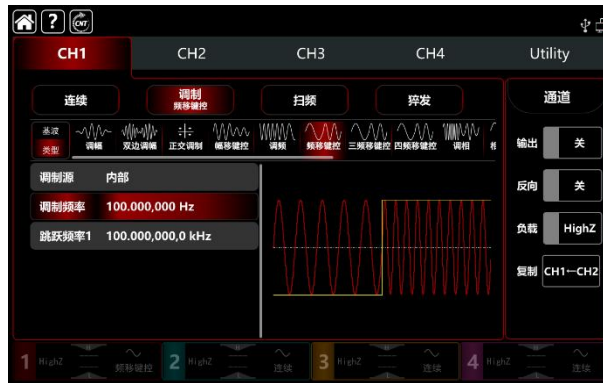 ? CNT
CH1 CH2 CH3 CH4 Utility
连续 调制 扫频 猝发 通道
频移键控
基波
类型 调幅 双边调幅 正交调制 幅移键控 调频 频移键控 三频移键控 四频移键控 调相
输出 关
调制源 内部
反向 关
调制频率 100.000,000 Hz
负载 HighZ
跳跃频率1 100.000,000,0 kHz
复制 CH1←CH2
1 HighZ 频移键控 2 HighZ 连续 3 HighZ 连续 4 HighZ 连续